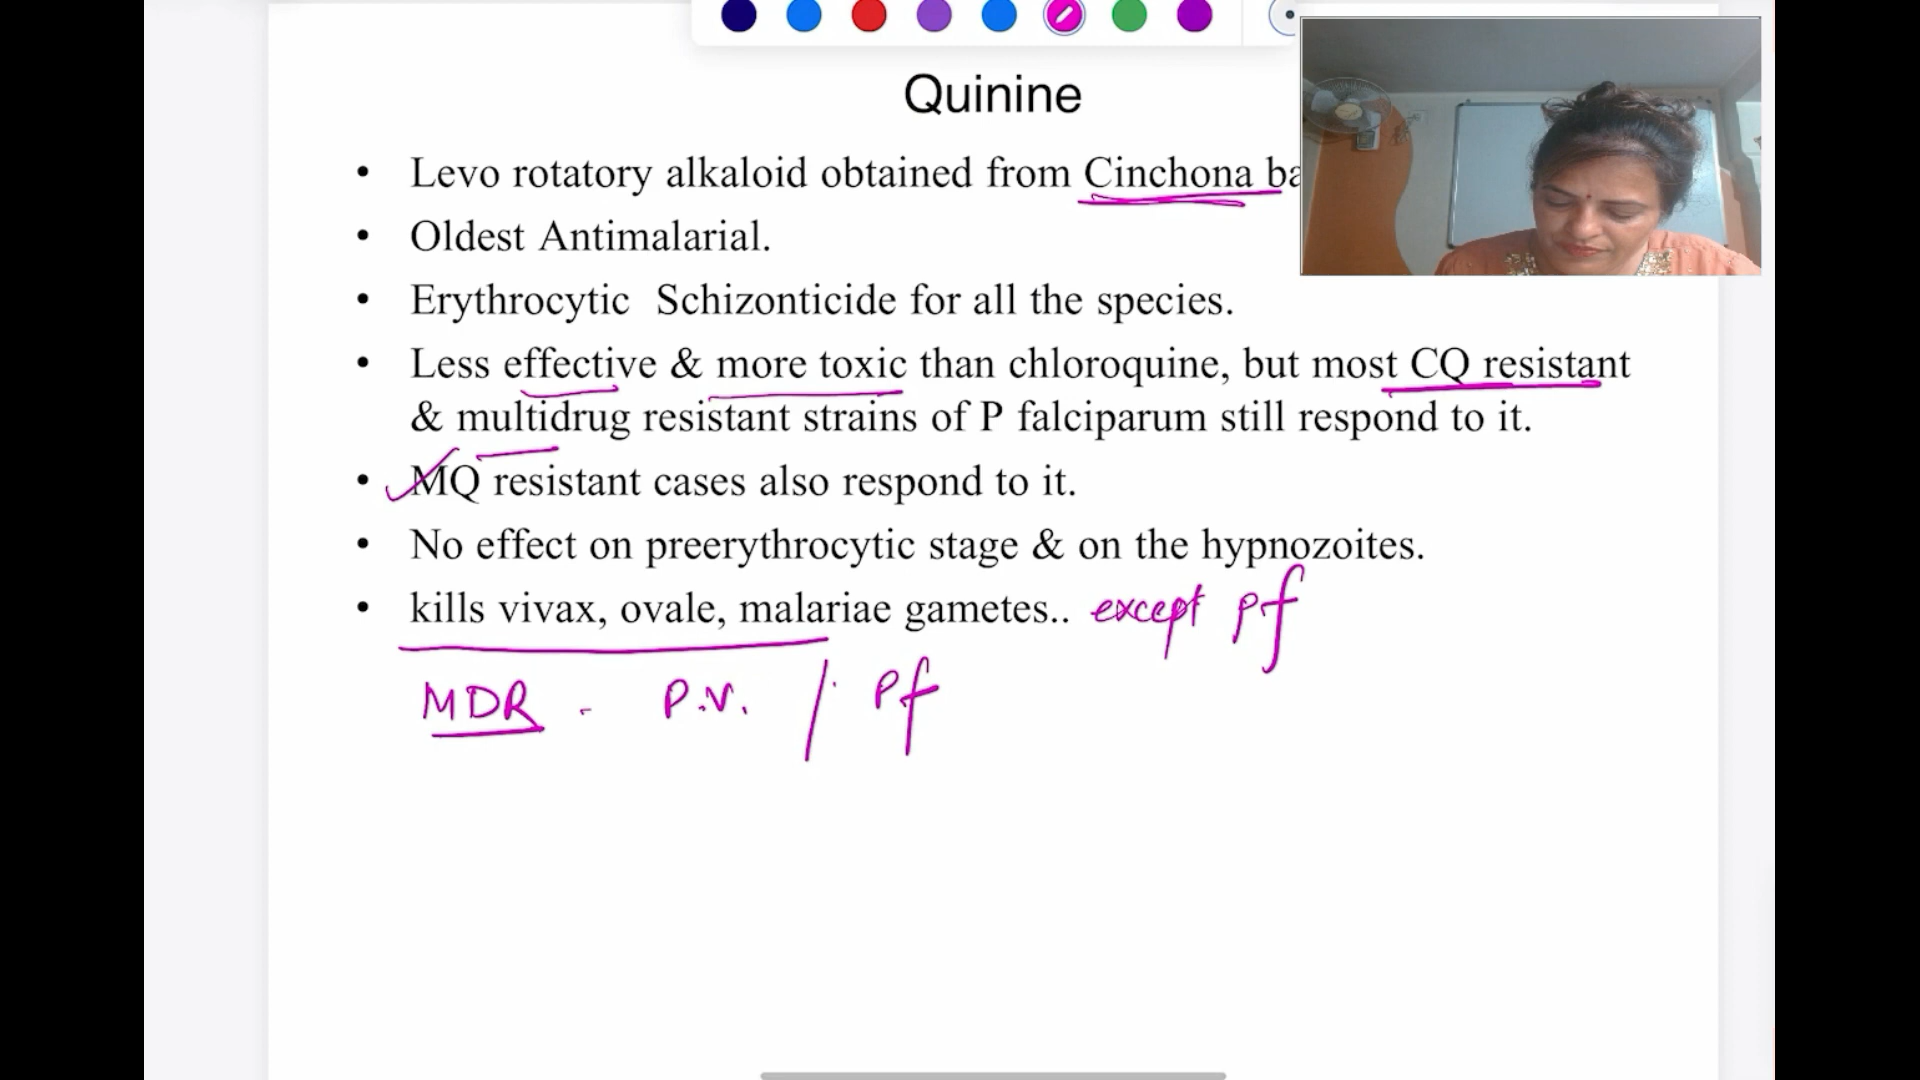 Quinine
• Levo rotatory alkaloid obtained from Cinchona ba
• Oldest Antimalarial.
• Erythrocytic Schizonticide for all the species.
• Less effective & more toxic than chloroquine, but most CQ resistant
& multidrug resistant strains of P falciparum still respond to it.
• MQ resistant cases also respond to it.
• No effect on preerythrocytic stage & on the hypnozoites.
• kills vivax, ovale, malariae gametes.. except Pf
MDR - P.V. / Pf